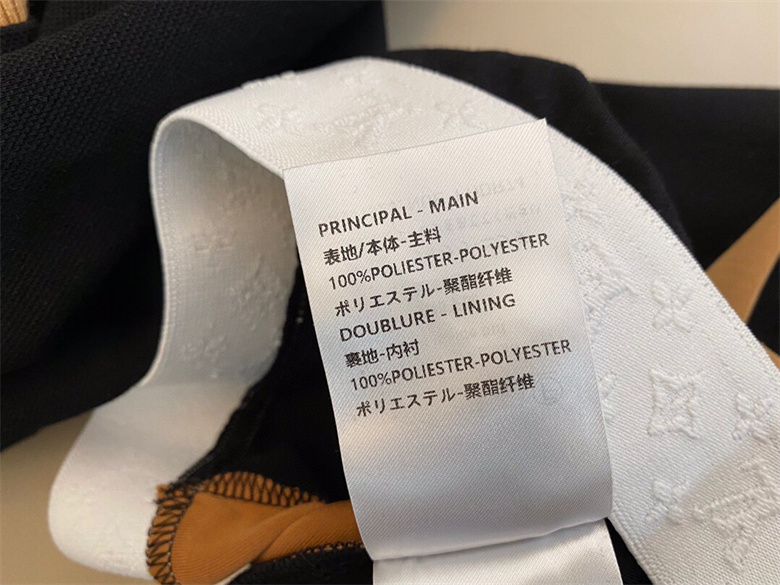 PRINCIPAL - MAIN
表地/本体-主料
100%POLIESTER-POLYESTER
ポリエステル-聚酯纤维
DOUBLURE - LINING
裏地-内衬
100%POLIESTER-POLYESTER
ポリエステル-聚酯纤维